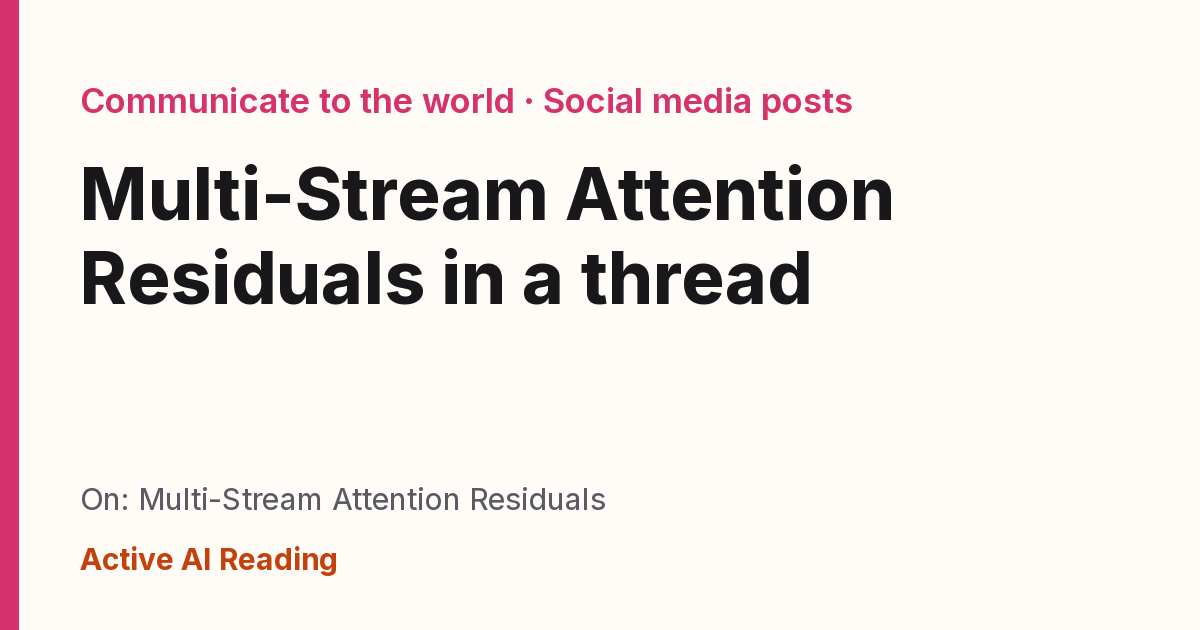 Communicate to the world · Social media posts
Multi-Stream Attention
Residuals in a thread
On: Multi-Stream Attention Residuals
Active AI Reading